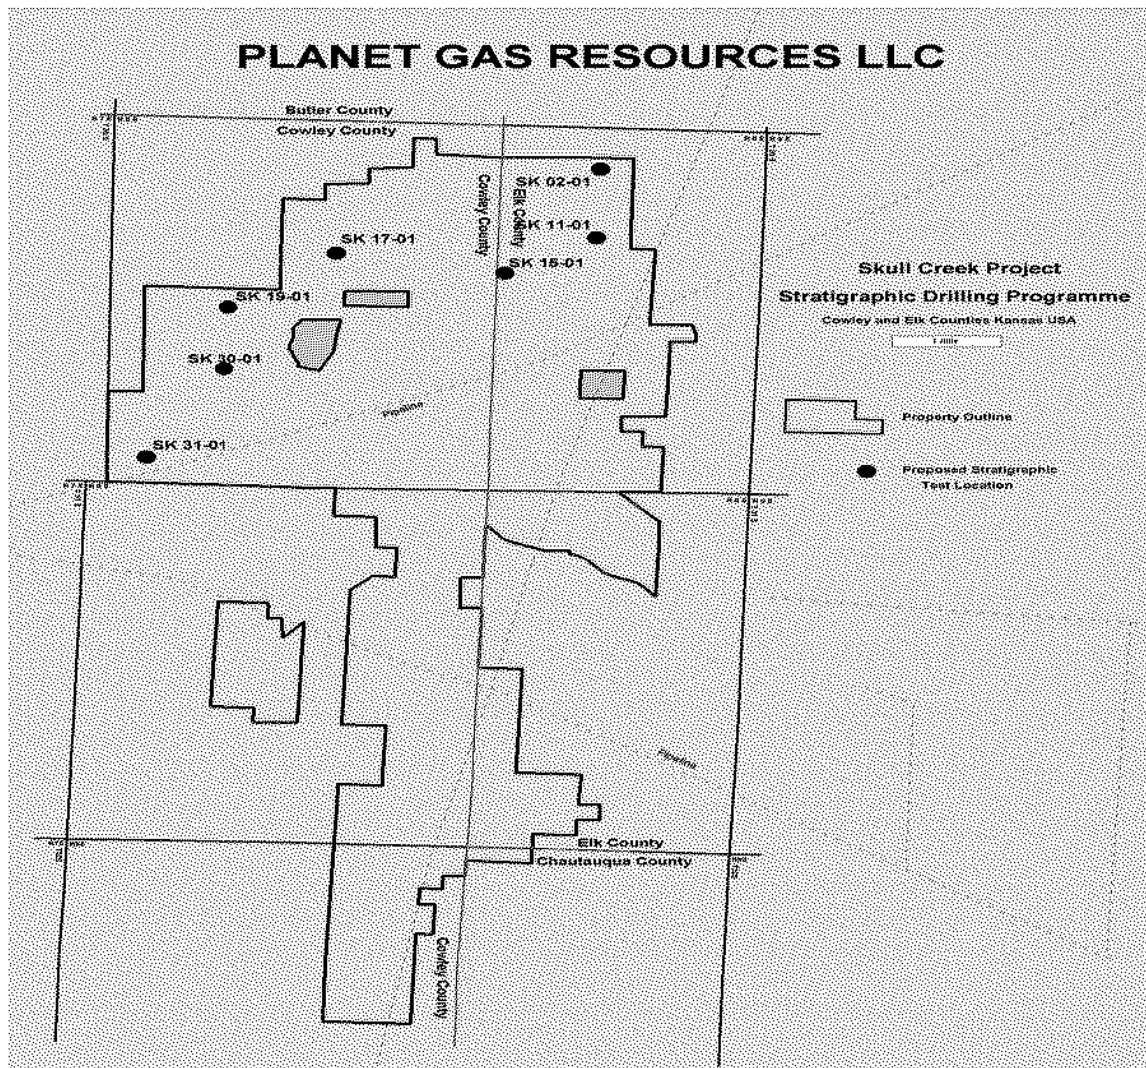 PLANET GAS RESOURCES LLC
Butler County
Cowley County
SK 02-01
Cowley County
Elk County
SK 11-01
SK 17-01
SK 15-01
Skull Creek Project
Stratigraphic Drilling Programme
Cowley and Elk Counties Kansas USA
SK 19-01
SK 30-01
Pipeline
Property Outline
SK 31-01
Proposed Stratigraphic
Test Location
Pipeline
Elk County
Chautauqua County
Cowley County